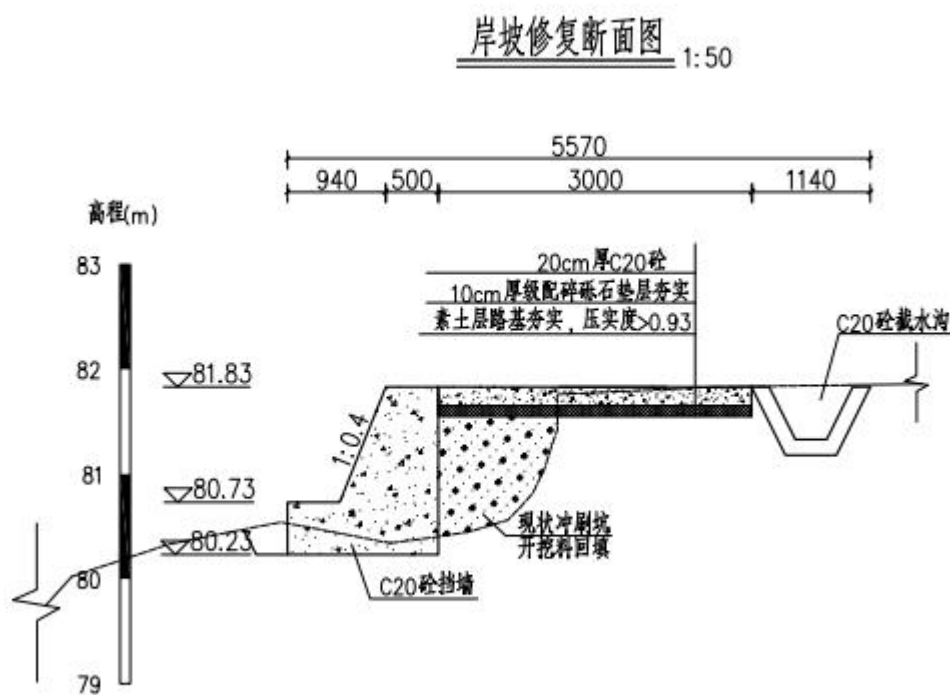 岸坡修复断面图 1:50
5570
940 500 3000 1140
高程(m)
83
20cm厚C20砼
10cm厚级配碎砾石垫层夯实
素土层路基夯实，压实度>0.93
C20砼截水沟
82
81.83
1:0.4
81
80.73
现状冲刷坑
开挖料回填
80.23
80
C20砼挡墙
79